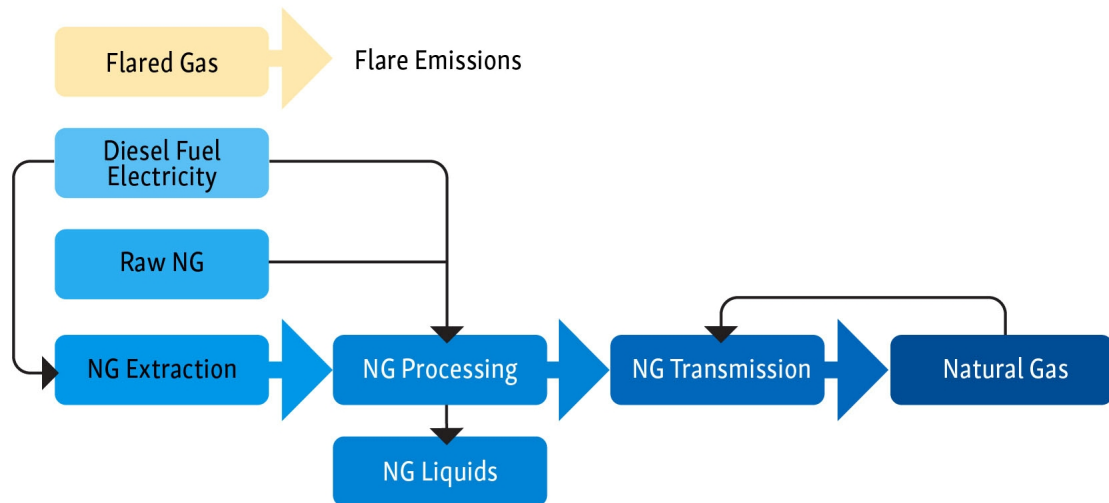 Flared Gas
Flare Emissions
Diesel Fuel
Electricity
Raw NG
NG Extraction
NG Processing
NG Transmission
Natural Gas
NG Liquids